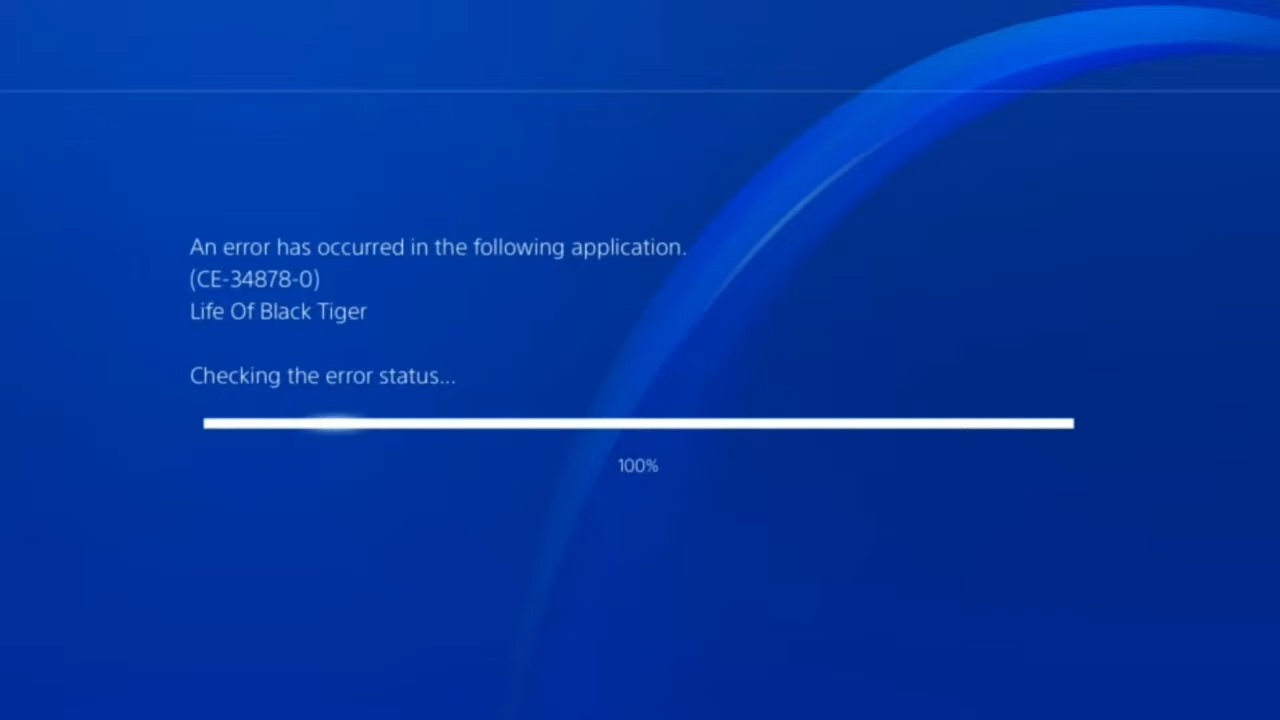 An error has occurred in the following application.
(CE-34878-0)
Life Of Black Tiger
Checking the error status...
100%